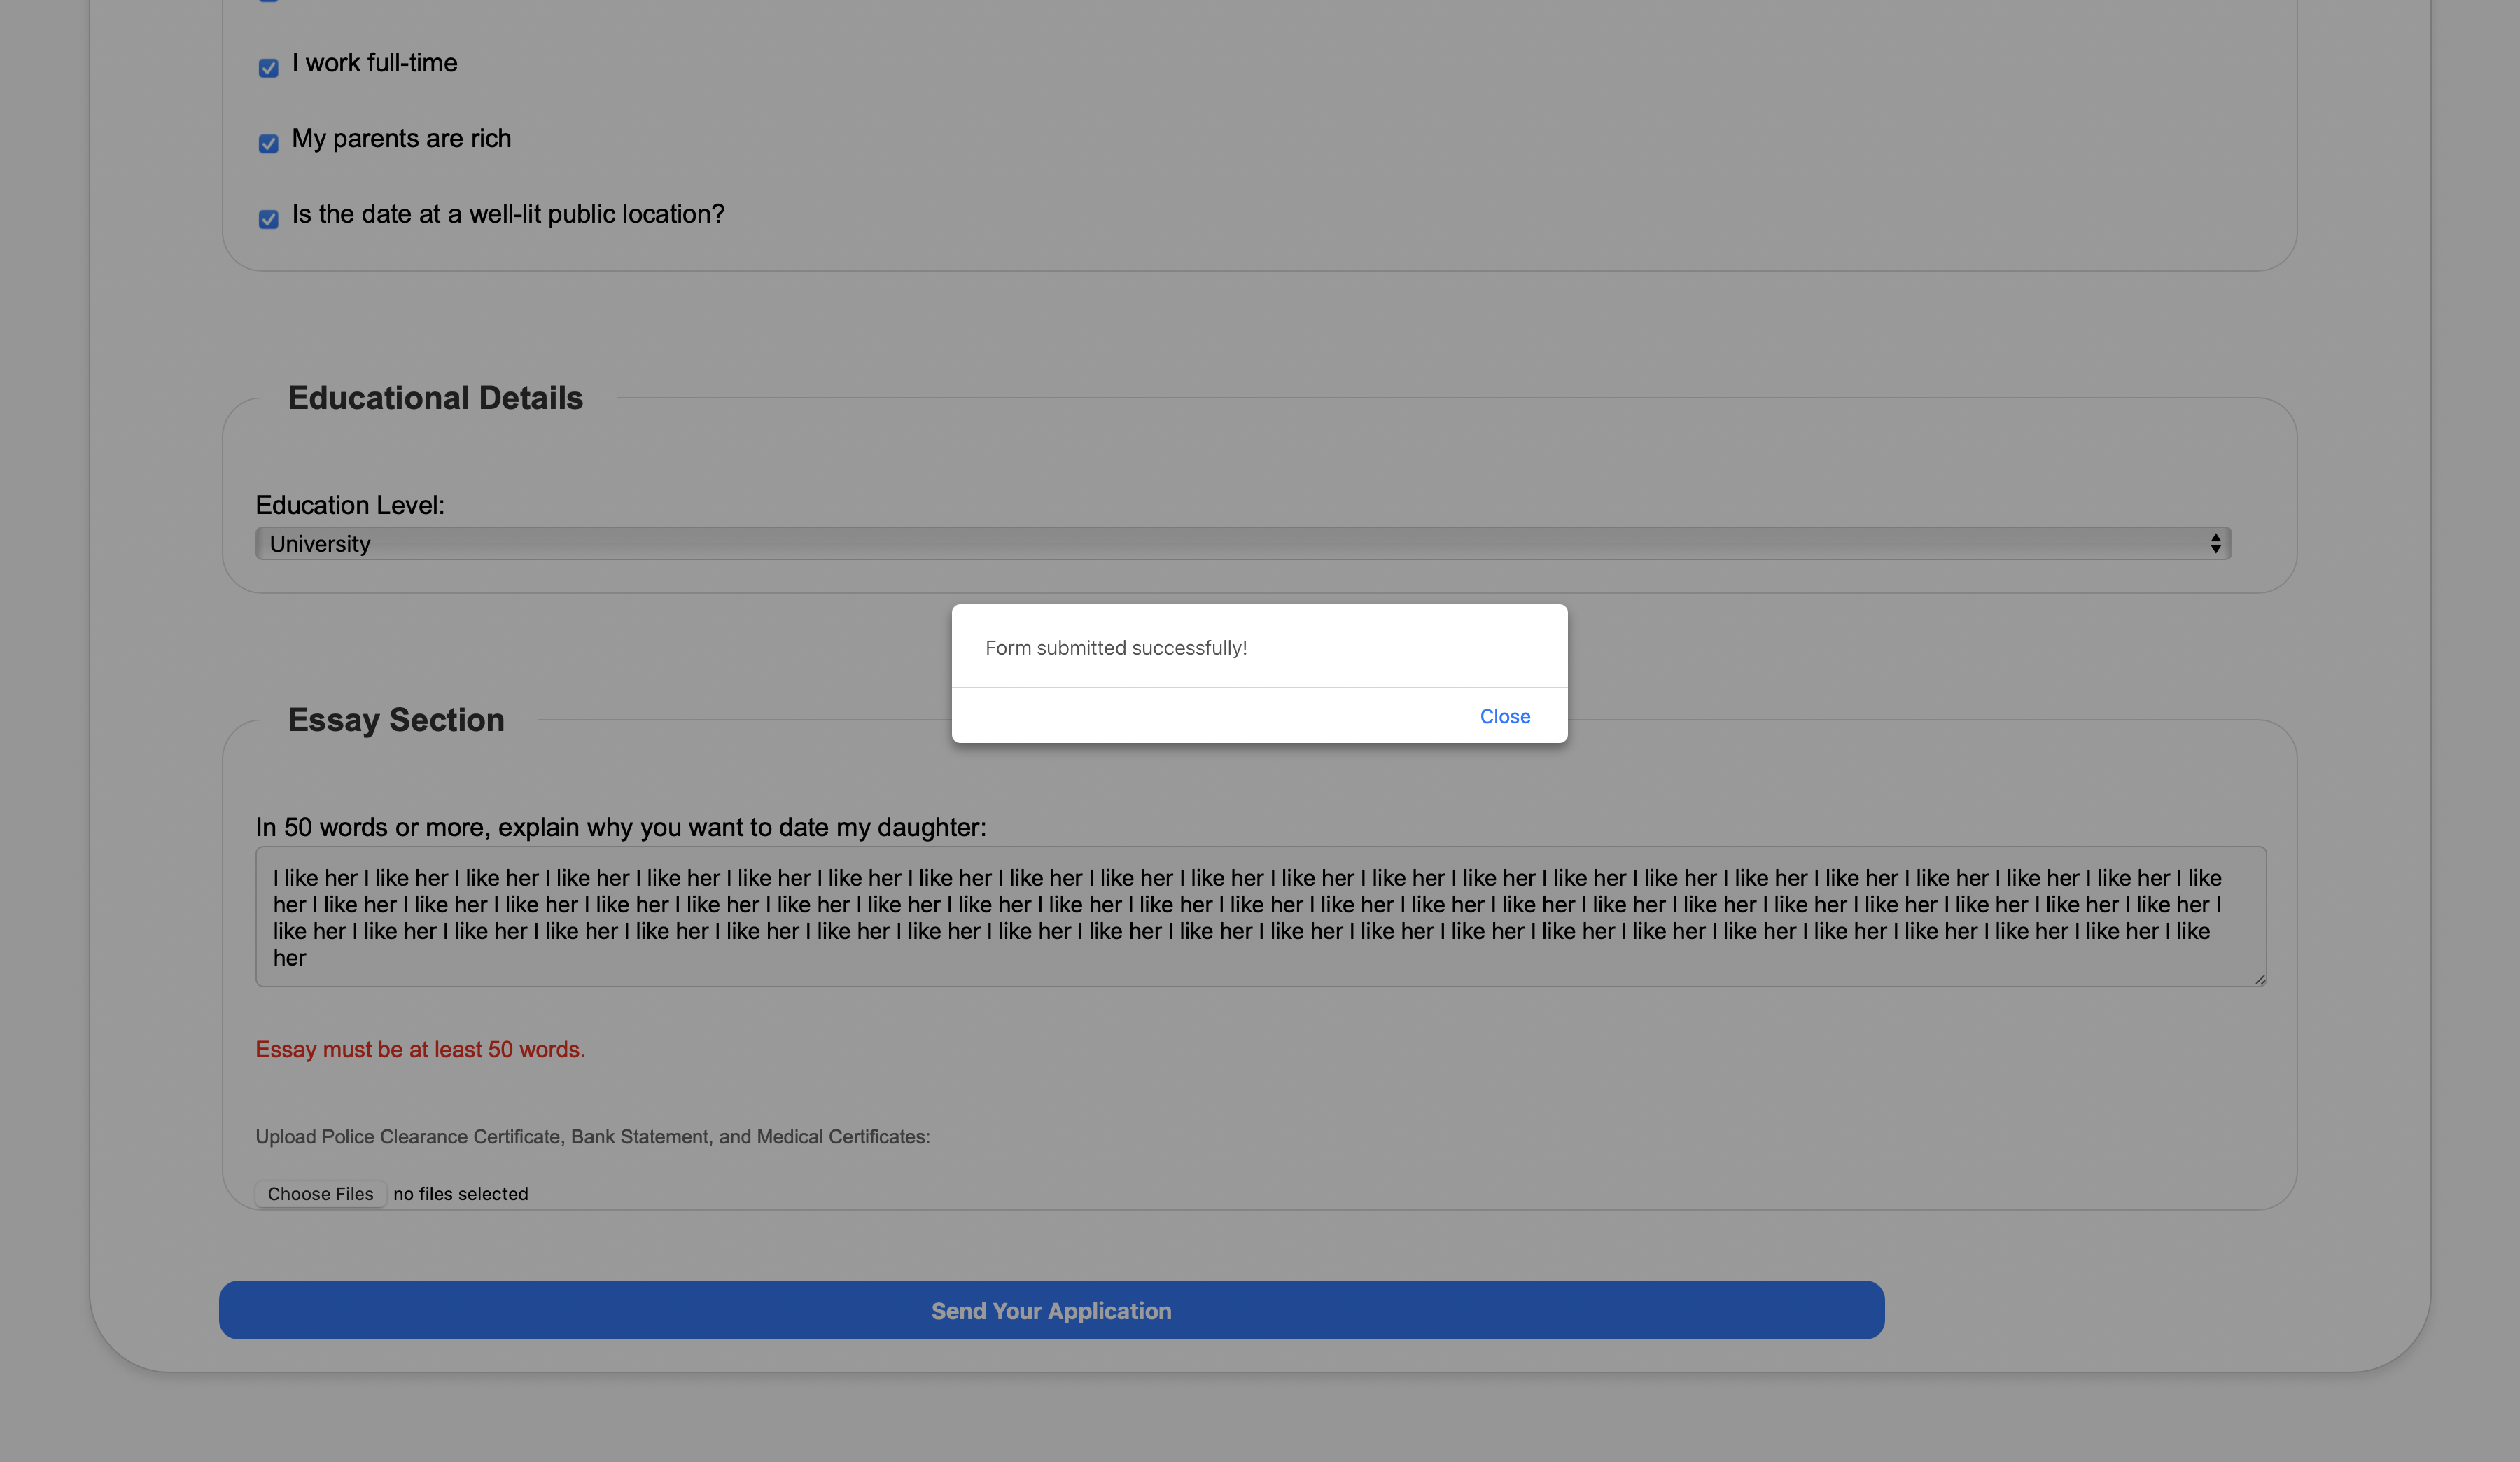 I work full-time
My parents are rich
Is the date at a well-lit public location?
Educational Details
Education Level:
University
Form submitted successfully!
Close
Essay Section
In 50 words or more, explain why you want to date my daughter:
I like her I like her I like her I like her I like her I like her I like her I like her I like her I like her I like her I like her I like her I like her I like her I like her I like her I like her I like her I like her I like her I like
her I like her I like her I like her I like her I like her I like her I like her I like her I like her I like her I like her I like her I like her I like her I like her I like her I like her I like her I like her I like her I like her I
like her I like her I like her I like her I like her I like her I like her I like her I like her I like her I like her I like her I like her I like her I like her I like her I like her I like her I like her I like her I like her I like
her
Essay must be at least 50 words.
Upload Police Clearance Certificate, Bank Statement, and Medical Certificates:
Choose Files no files selected
Send Your Application